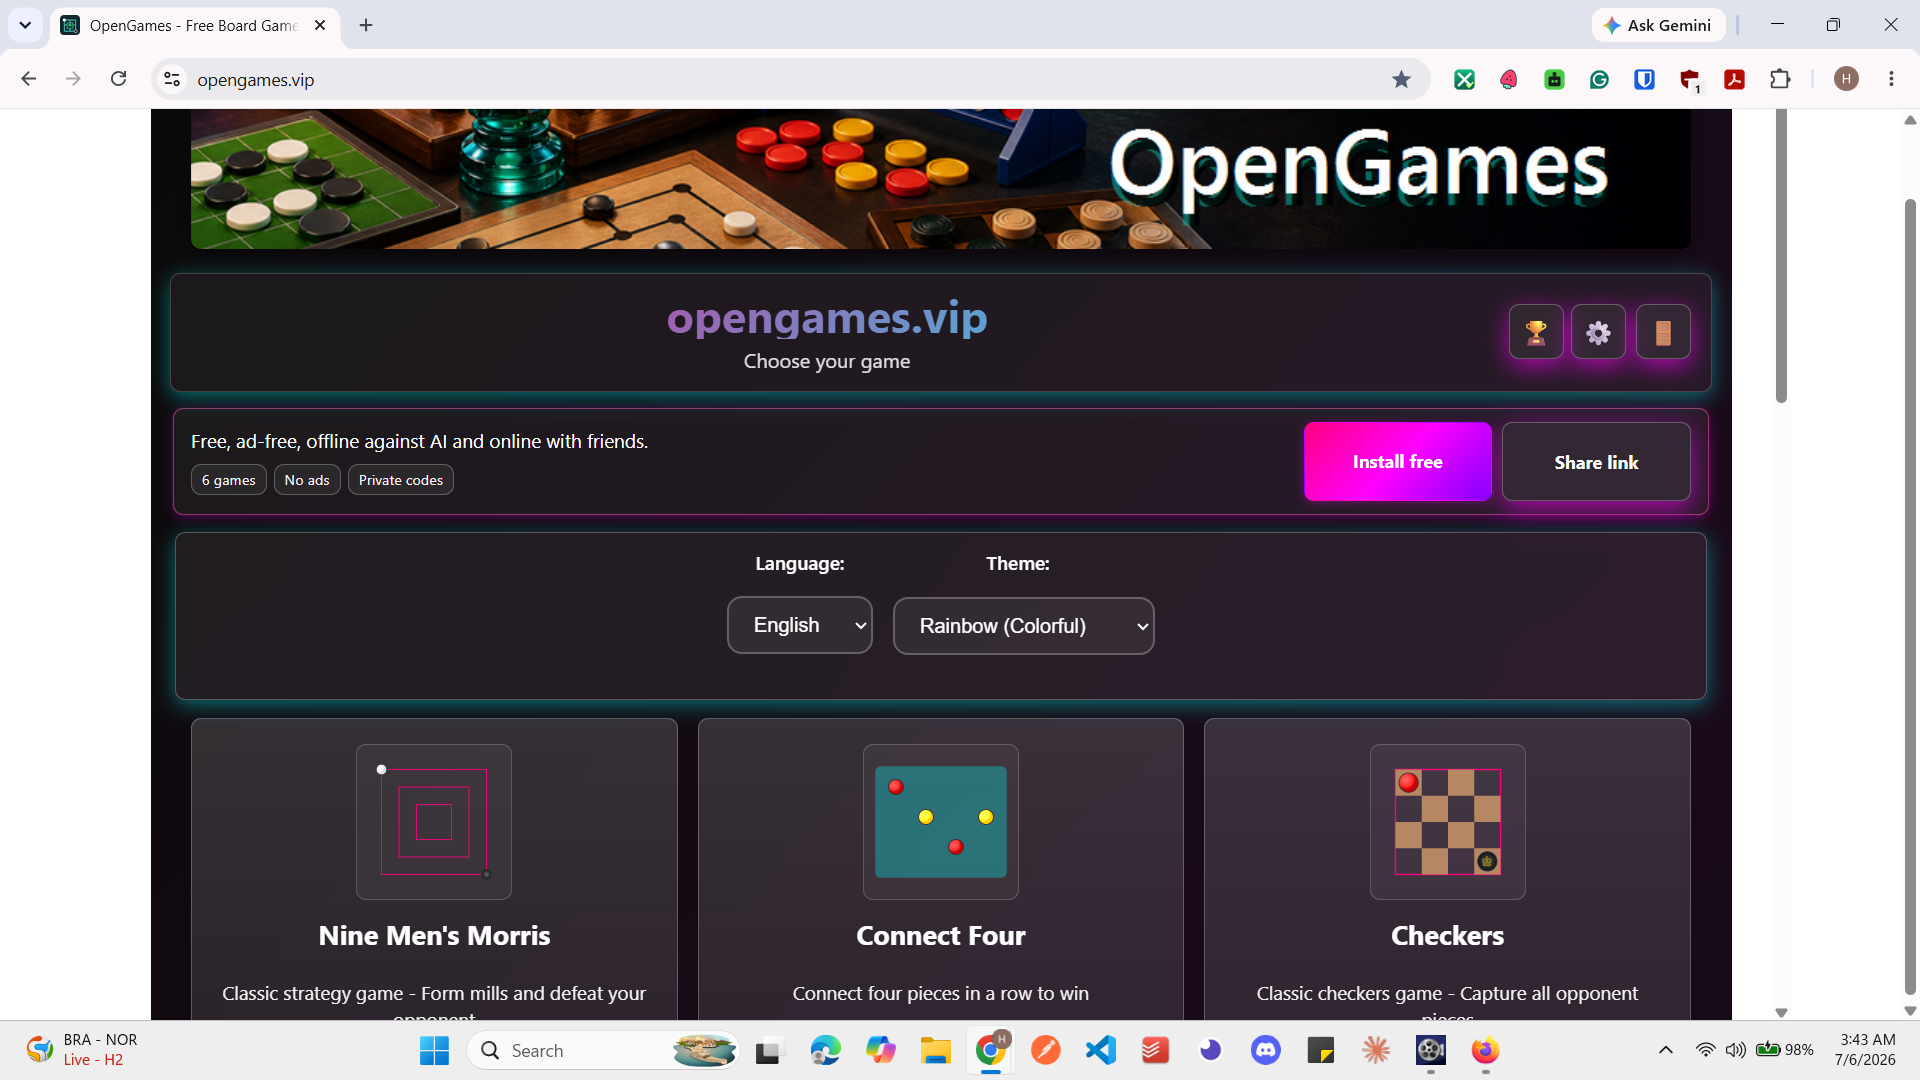 OpenGames - Free Board Game
Ask Gemini
opengames.vip
1
H
OpenGames
opengames.vip
Choose your game
Free, ad-free, offline against AI and online with friends.
6 games
No ads
Private codes
Install free
Share link
Language:
Theme:
English
Rainbow (Colorful)
Nine Men's Morris
Connect Four
Checkers
Classic strategy game - Form mills and defeat your
opponent
Connect four pieces in a row to win
Classic checkers game - Capture all opponent
pieces
BRA - NOR
Live - H2
Search
H
98%
3:43 AM
7/6/2026